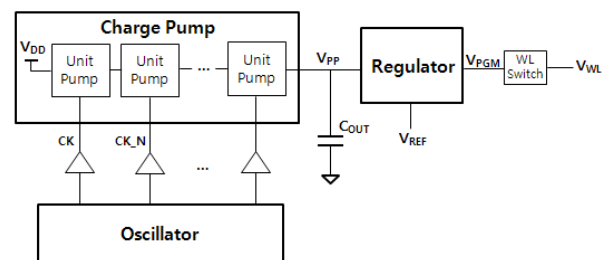 Charge Pump
VDD
Unit
Pump
Unit
Pump
...
Unit
Pump
VPP
Regulator
VPGM
WL
Switch
VWL
CK
CK_N
...
COUT
VREF
Oscillator